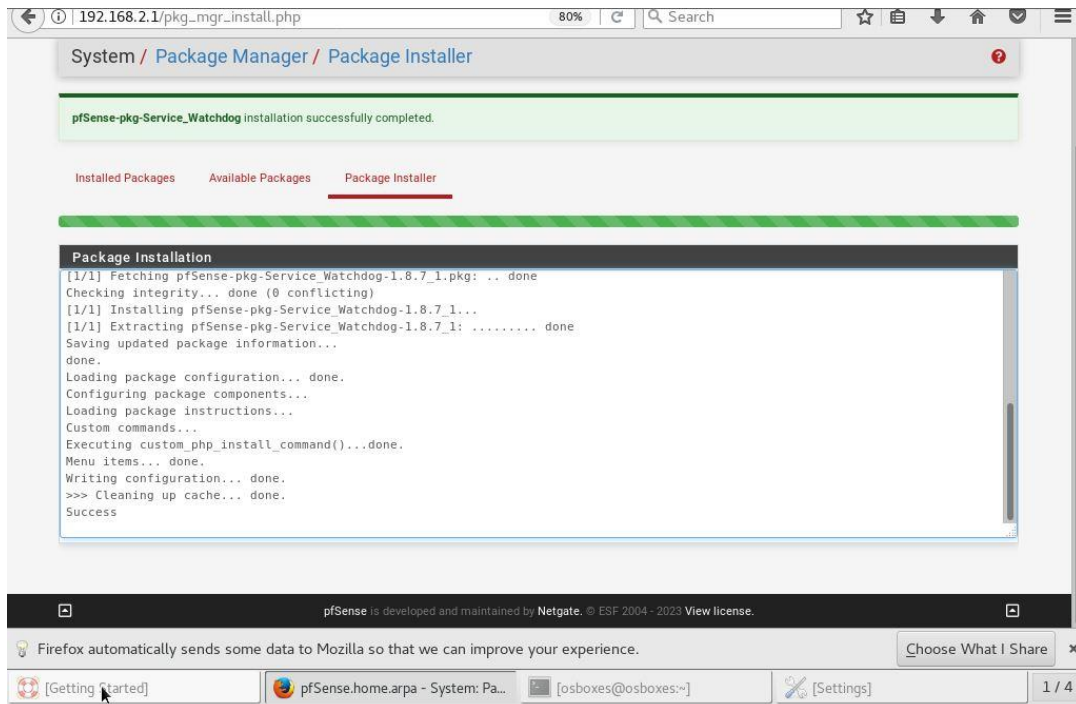 192.168.2.1/pkg_mgr_install.php 80% Search
System / Package Manager / Package Installer
pfSense-pkg-Service_Watchdog installation successfully completed.
Installed Packages Available Packages Package Installer
Package Installation
[1/1] Fetching pfSense-pkg-Service_Watchdog-1.8.7_1.pkg: .. done
Checking integrity... done (0 conflicting)
[1/1] Installing pfSense-pkg-Service_Watchdog-1.8.7_1...
[1/1] Extracting pfSense-pkg-Service_Watchdog-1.8.7_1: ......... done
Saving updated package information...
done.
Loading package configuration... done.
Configuring package components...
Loading package instructions...
Custom commands...
Executing custom_php_install_command()...done.
Menu items... done.
Writing configuration... done.
>>> Cleaning up cache... done.
Success
pfSense is developed and maintained by Netgate. © ESF 2004 - 2023 View license.
Firefox automatically sends some data to Mozilla so that we can improve your experience. Choose What I Share ×
[Getting Started] pfSense.home.arpa - System: Pa... [osboxes@osboxes:~] [Settings] 1 / 4